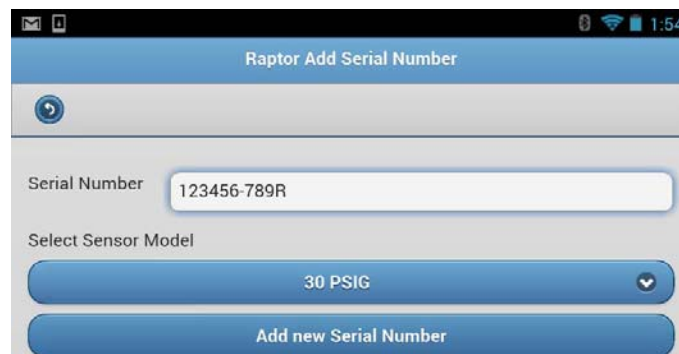 1:54
Raptor Add Serial Number
Serial Number
123456-789R
Select Sensor Model
30 PSIG
Add new Serial Number